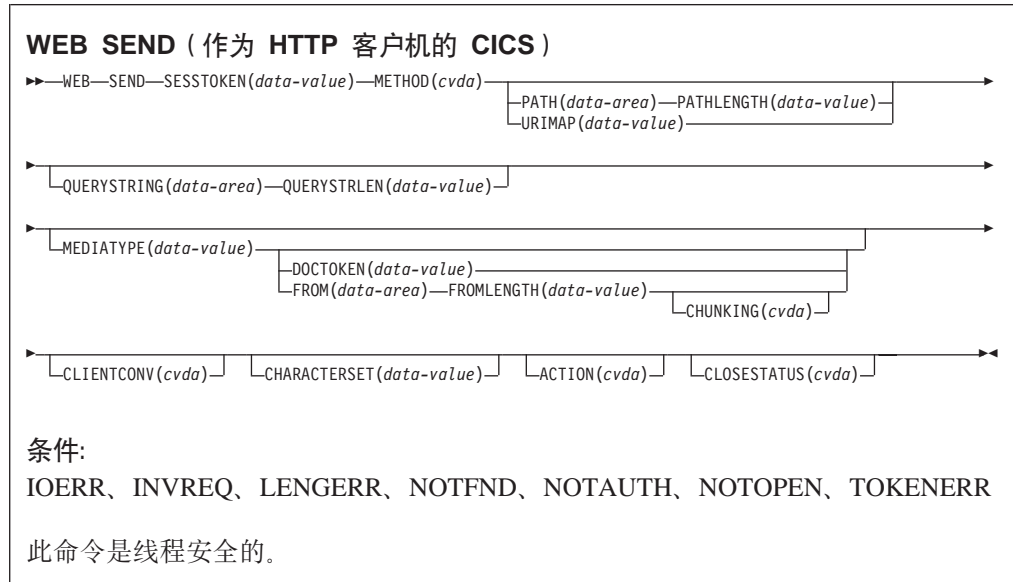 WEB SEND（作为 HTTP 客户机的 CICS）
WEB SEND SESSTOKEN(data-value) METHOD(cvda)
PATH(data-area) PATHLENGTH(data-value)
URIMAP(data-value)
QUERYSTRING(data-area) QUERYSTRLEN(data-value)
MEDIATYPE(data-value)
DOCTOKEN(data-value)
FROM(data-area) FROMLENGTH(data-value)
CHUNKING(cvda)
CLIENTCONV(cvda) CHARACTERSET(data-value) ACTION(cvda) CLOSESTATUS(cvda)
条件:
IOERR、INVREQ、LENGERR、NOTFND、NOTAUTH、NOTOPEN、TOKENERR
此命令是线程安全的。